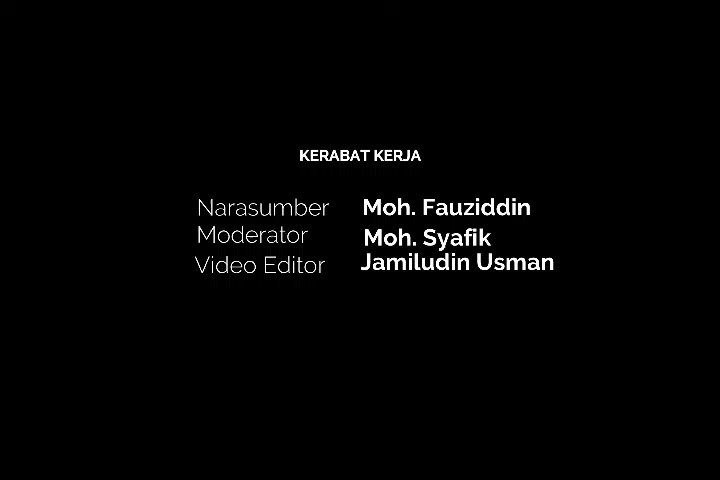 KERABAT KERJA
Narasumber Moh. Fauziddin
Moderator Moh. Syafik
Video Editor Jamiludin Usman